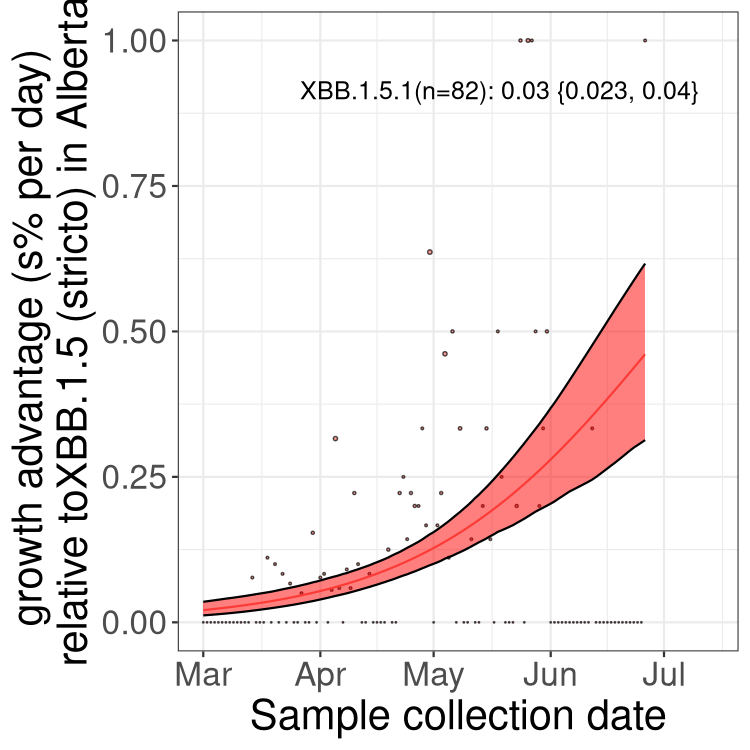 growth advantage (s% per day)
relative toXBB.1.5 (stricto) in Alberta
1.00
0.75
0.50
0.25
0.00
XBB.1.5.1(n=82): 0.03 {0.023, 0.04}
Mar Apr May Jun Jul
Sample collection date